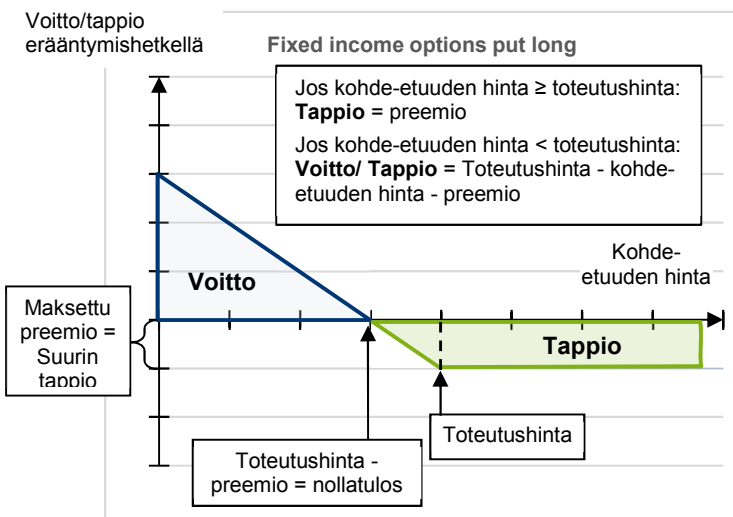 Voitto/tappio
erääntymishetkellä
Fixed income options put long
Jos kohde-etuuden hinta ≥ toteutushinta:
Tappio = preemio
Jos kohde-etuuden hinta < toteutushinta:
Voitto/ Tappio = Toteutushinta - kohde-
etuuden hinta - preemio
Kohde-
etuuden hinta
Voitto
Maksettu
preemio =
Suurin
tappio
Tappio
Toteutushinta
Toteutushinta -
preemio = nollatulos